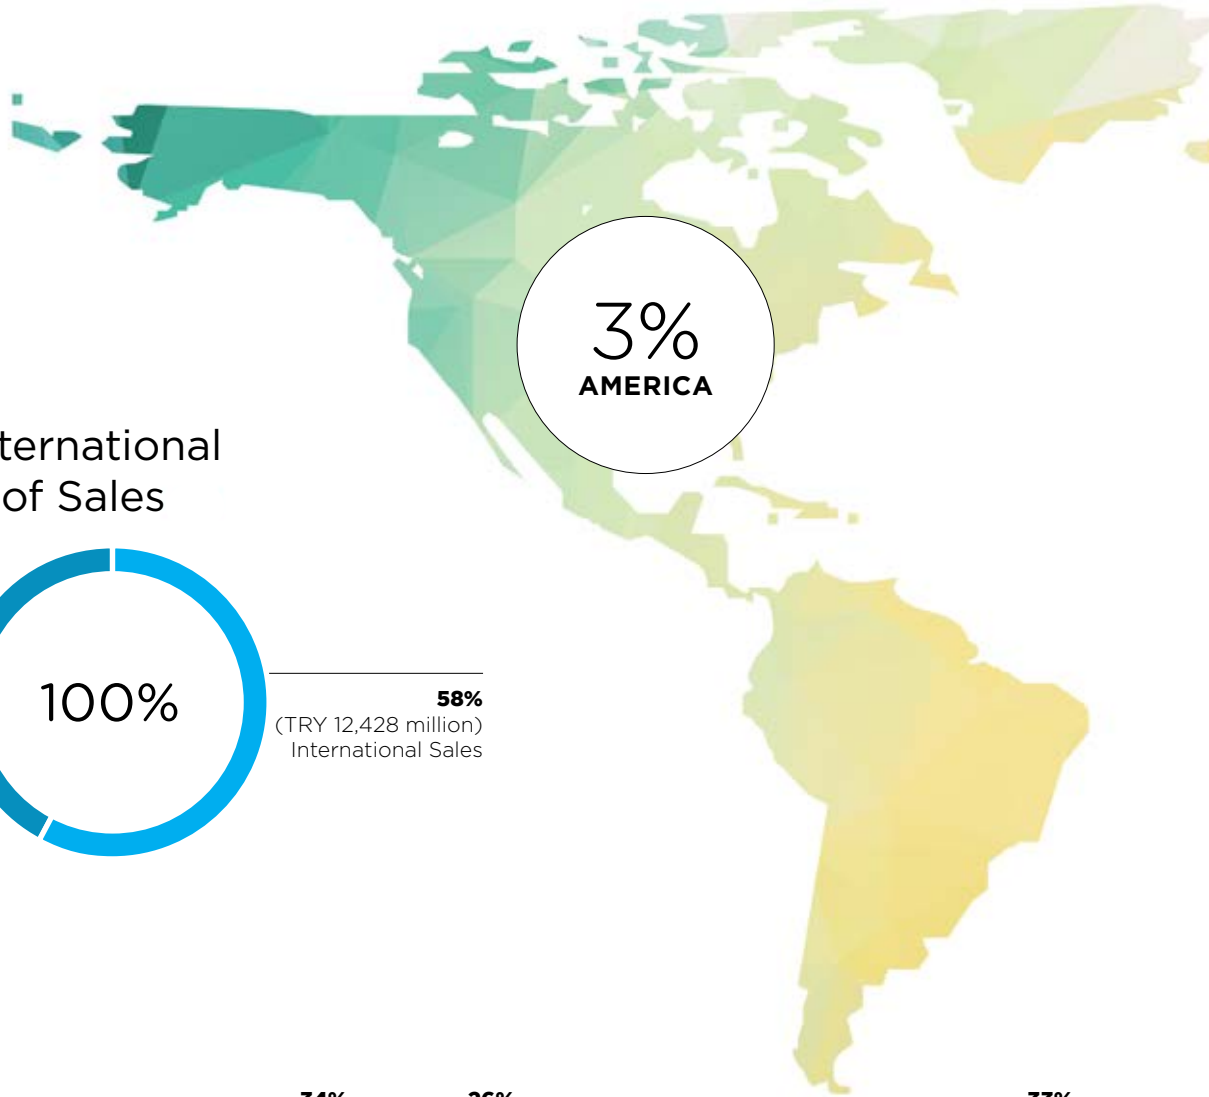 3%
AMERICA
ternational
of Sales
100%
58%
(TRY 12,428 million)
International Sales